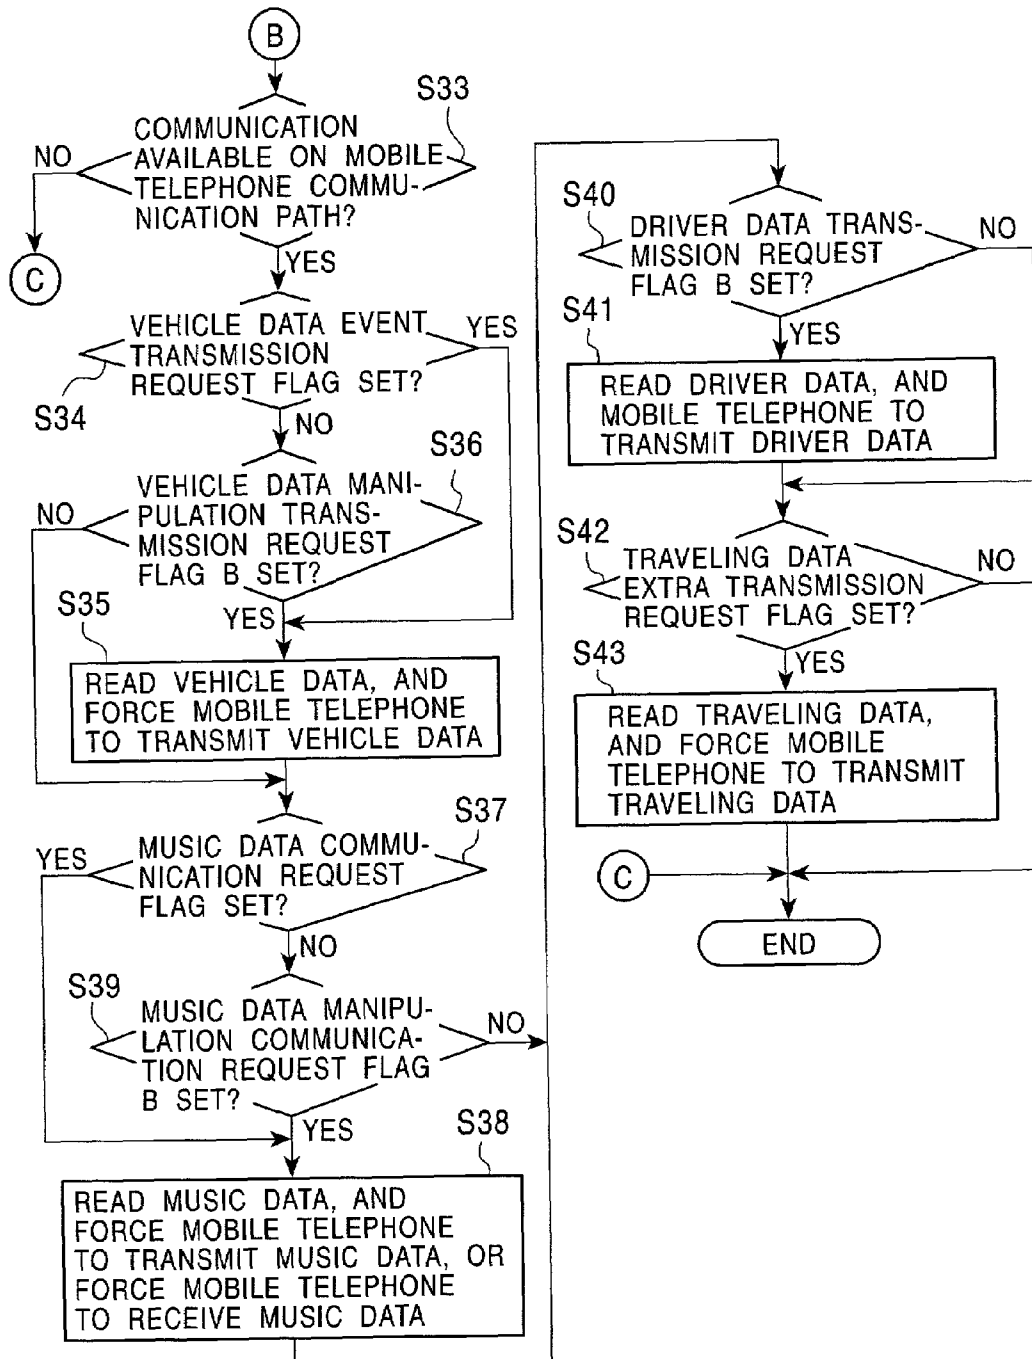 B
S33
COMMUNICATION
AVAILABLE ON MOBILE
TELEPHONE COMMU-
NICATION PATH?
NO
C
YES
VEHICLE DATA EVENT
TRANSMISSION
REQUEST FLAG SET?
YES
S34
NO
S36
VEHICLE DATA MANI-
PULATION TRANS-
MISSION REQUEST
FLAG B SET?
NO
S35
YES
READ VEHICLE DATA, AND
FORCE MOBILE TELEPHONE
TO TRANSMIT VEHICLE DATA
S37
YES
MUSIC DATA COMMU-
NICATION REQUEST
FLAG SET?
NO
S39
MUSIC DATA MANIPU-
LATION COMMUNICA-
TION REQUEST FLAG
B SET?
NO
YES
S38
READ MUSIC DATA, AND
FORCE MOBILE TELEPHONE
TO TRANSMIT MUSIC DATA, OR
FORCE MOBILE TELEPHONE
TO RECEIVE MUSIC DATA
S40
DRIVER DATA TRANS-
MISSION REQUEST
FLAG B SET?
NO
S41
YES
READ DRIVER DATA, AND
MOBILE TELEPHONE TO
TRANSMIT DRIVER DATA
S42
TRAVELING DATA
EXTRA TRANSMISSION
REQUEST FLAG SET?
NO
S43
YES
READ TRAVELING DATA,
AND FORCE MOBILE
TELEPHONE TO TRANSMIT
TRAVELING DATA
C
END